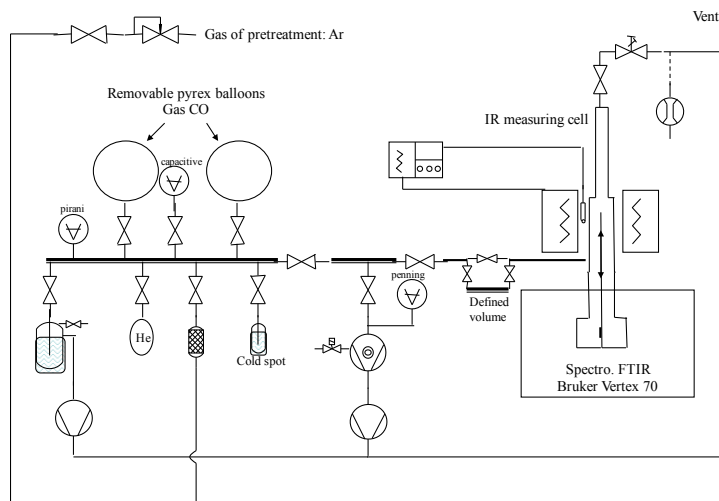 Vent
Gas of pretreatment: Ar
Removable pyrex balloons
Gas CO
IR measuring cell
capacitive
pirani
penning
Defined
volume
He
Cold spot
Spectro. FTIR
Bruker Vertex 70